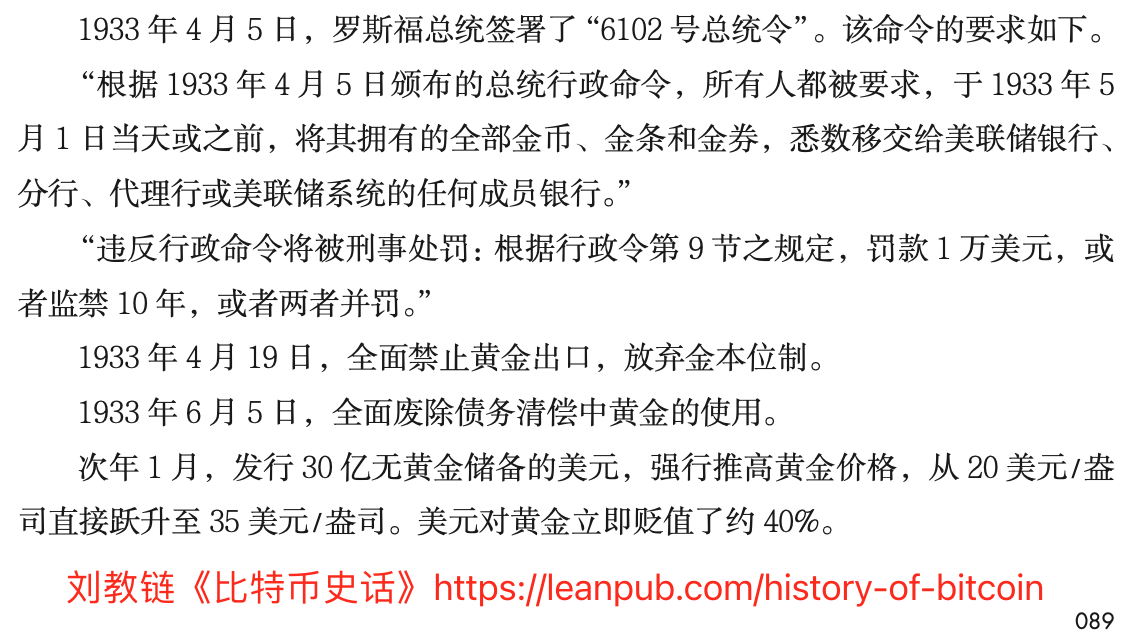 1933 年 4 月 5 日，罗斯福总统签署了“6102 号总统令”。该命令的要求如下。
“根据 1933 年 4 月 5 日颁布的总统行政命令，所有人都被要求，于 1933 年 5
月 1 日当天或之前，将其拥有的全部金币、金条和金券，悉数移交给美联储银行、
分行、代理行或美联储系统的任何成员银行。”
“违反行政命令将被刑事处罚：根据行政令第 9 节之规定，罚款 1 万美元，或
者监禁 10 年，或者两者并罚。”
1933 年 4 月 19 日，全面禁止黄金出口，放弃金本位制。
1933 年 6 月 5 日，全面废除债务清偿中黄金的使用。
次年 1 月，发行 30 亿无黄金储备的美元，强行推高黄金价格，从 20 美元/盎
司直接跃升至 35 美元/盎司。美元对黄金立即贬值了约 40%。
刘教链《比特币史话》https://leanpub.com/history-of-bitcoin
089